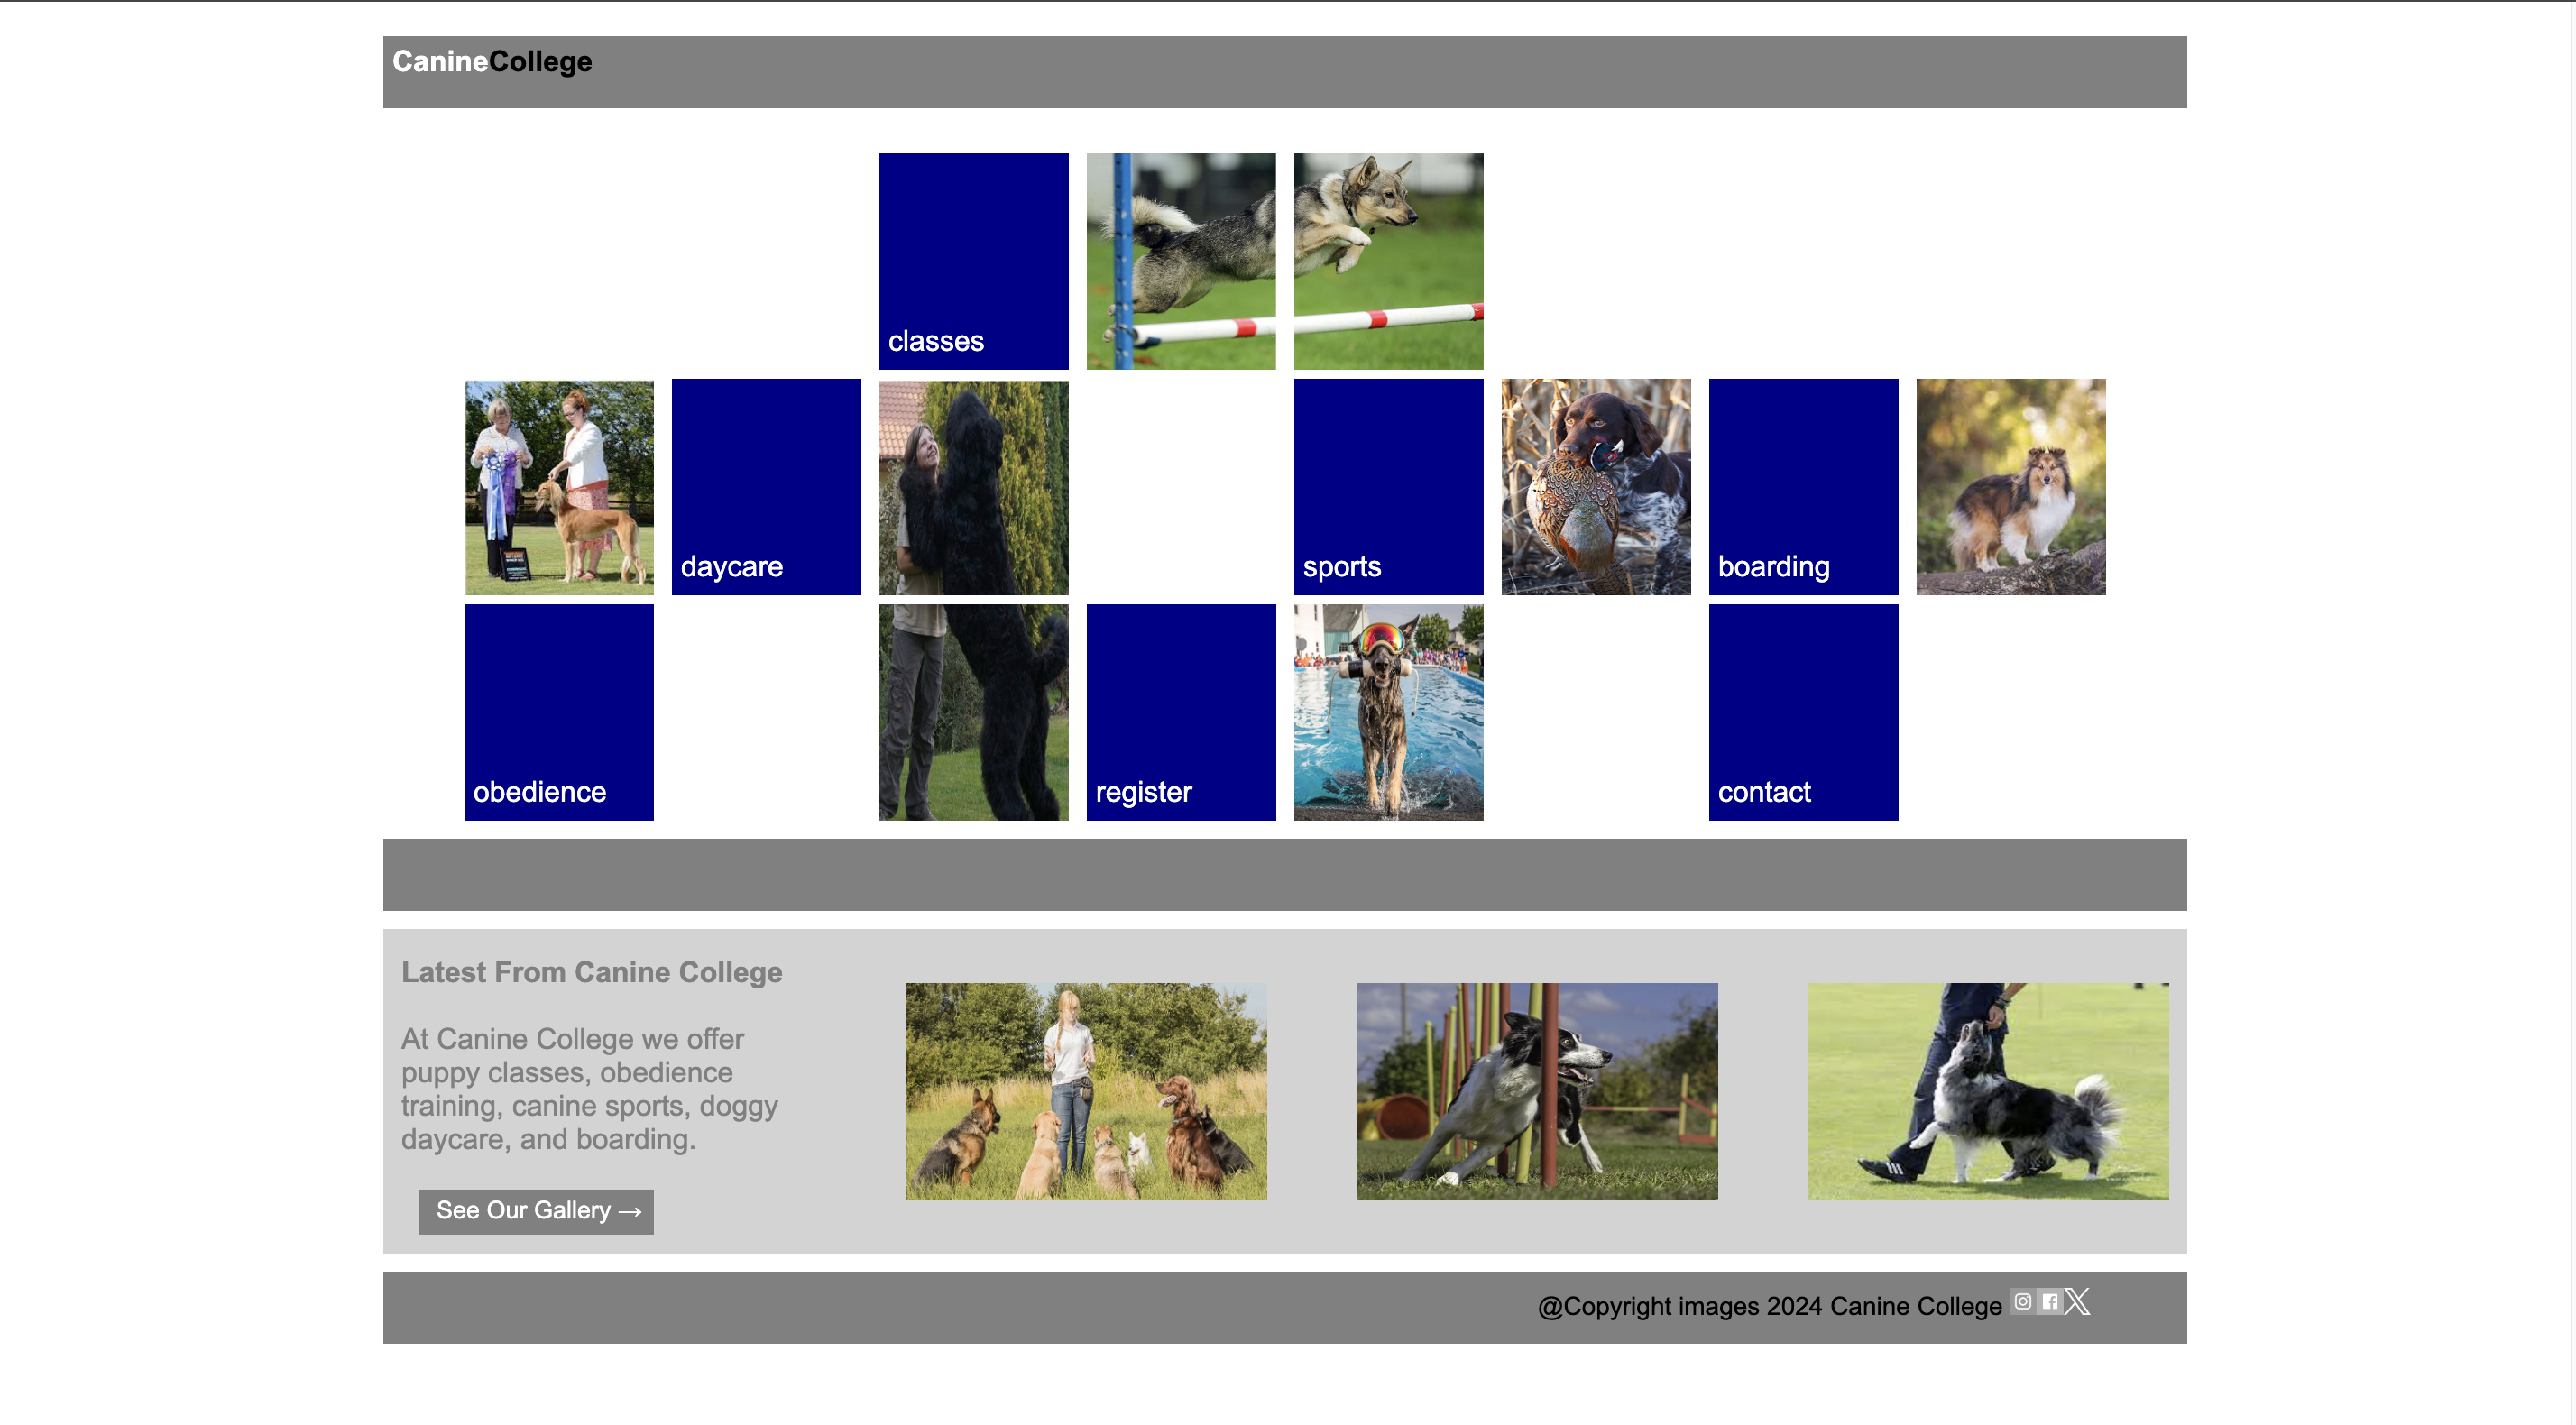 CanineCollege
classes
daycare
sports
boarding
obedience
register
contact
Latest From Canine College
At Canine College we offer
puppy classes, obedience
training, canine sports, doggy
daycare, and boarding.
See Our Gallery →
@Copyright images 2024 Canine College